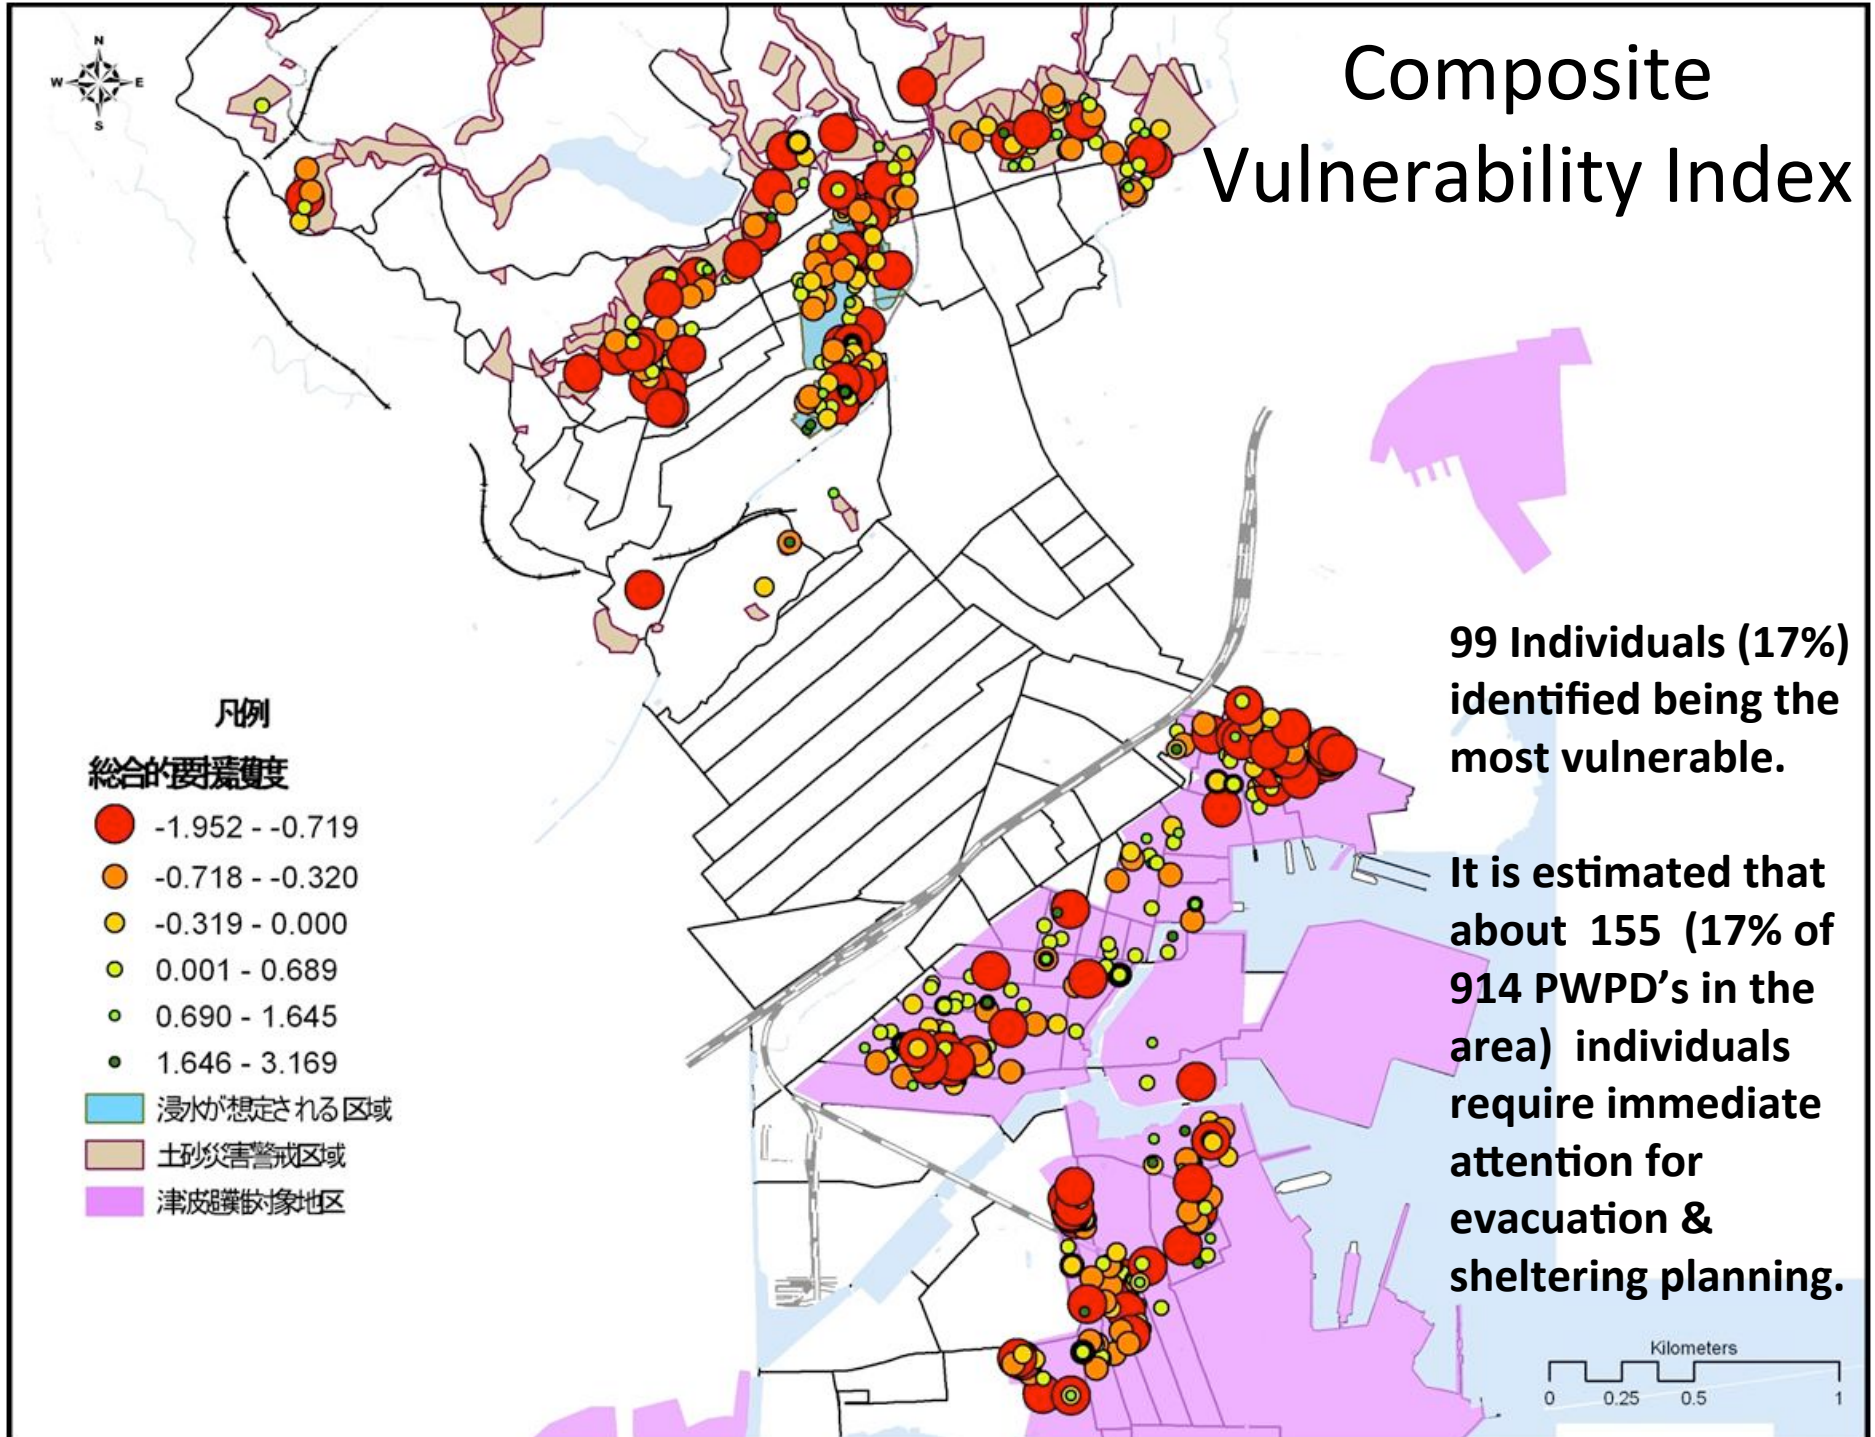 Composite
Vulnerability Index
N
W E
S
99 Individuals (17%)
identified being the
most vulnerable.
It is estimated that
about 155 (17% of
914 PWPD’s in the
area) individuals
require immediate
attention for
evacuation &
sheltering planning.
凡例
総合的要援護度
-1.952 - -0.719
-0.718 - -0.320
-0.319 - 0.000
0.001 - 0.689
0.690 - 1.645
1.646 - 3.169
浸水が想定される区域
土砂災害警戒区域
津波避難対象地区
Kilometers
0 0.25 0.5 1